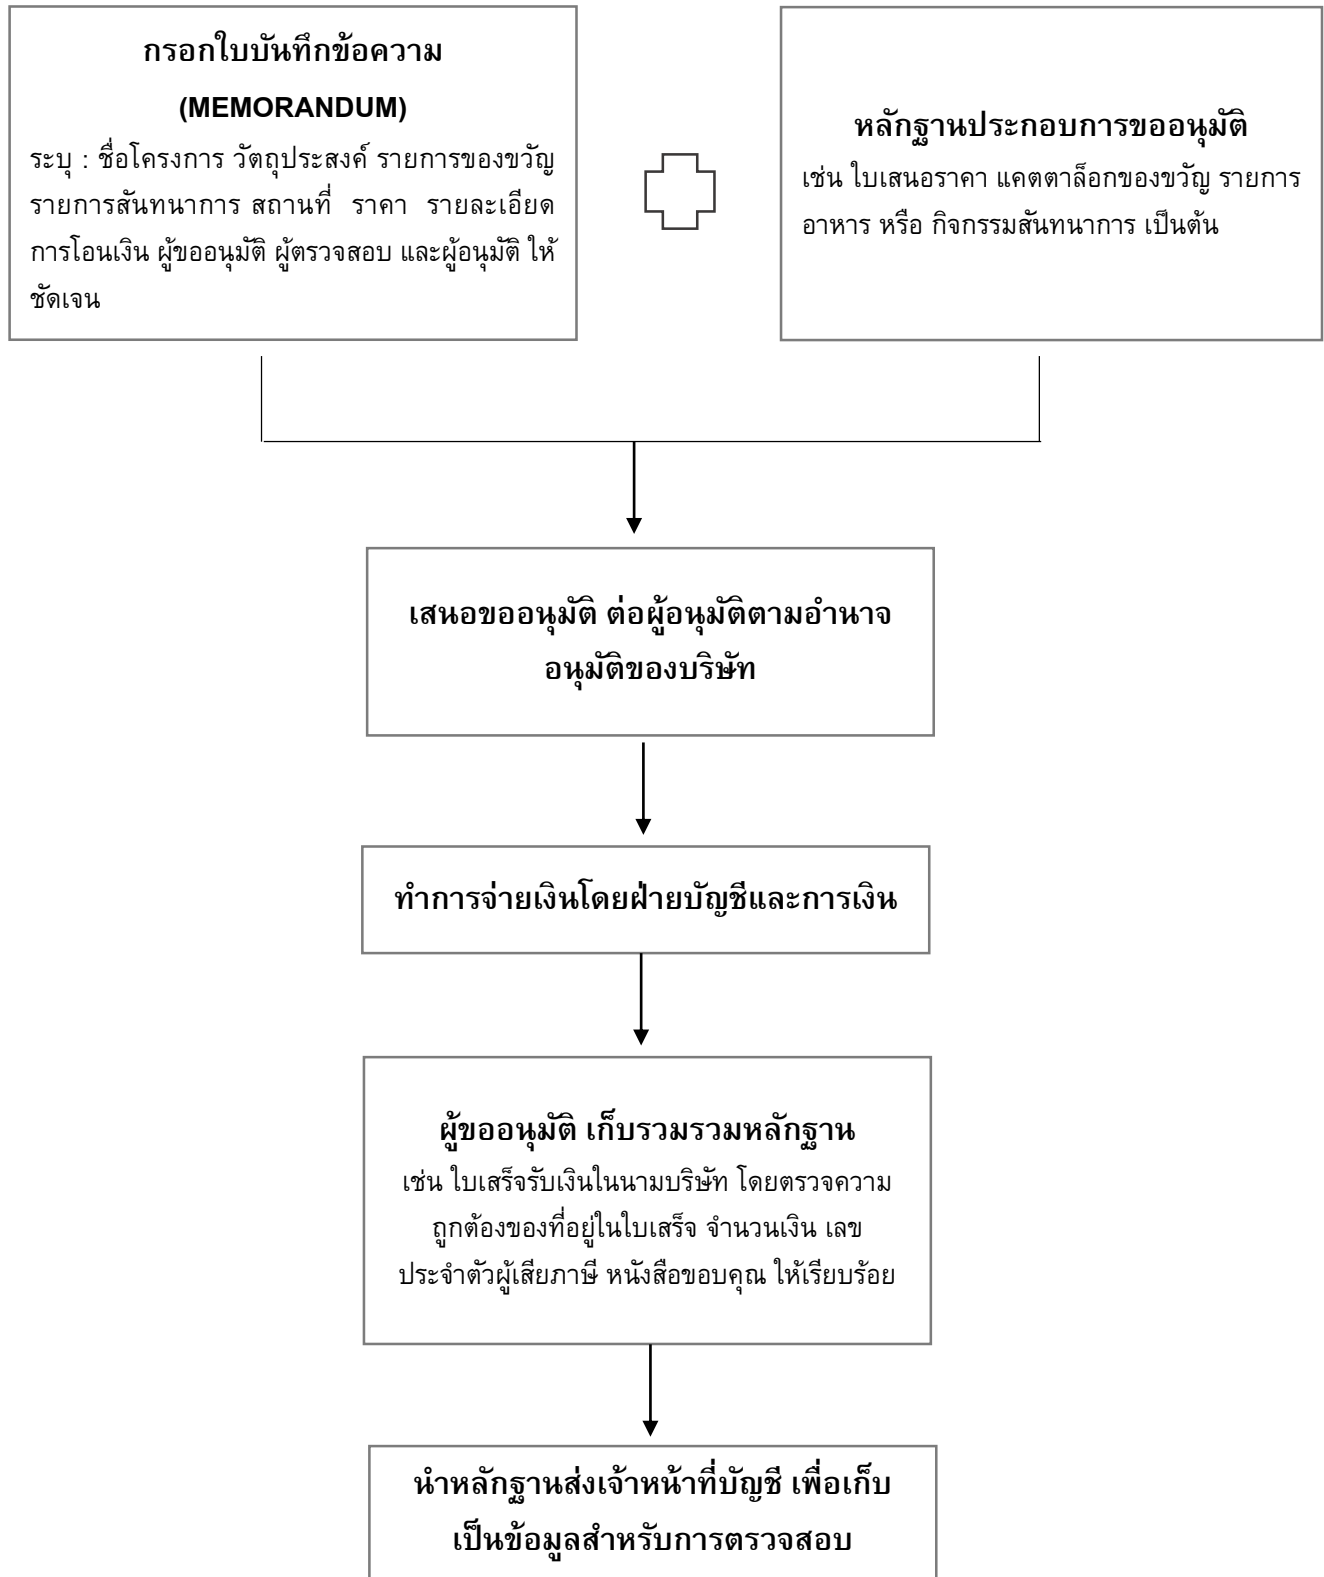 กรอกใบบันทึกข้อความ
(MEMORANDUM)
ระบุ : ชื่อโครงการ วัตถุประสงค์ รายการของขวัญ
รายการสันทนาการ สถานที่ ราคา รายละเอียด
การโอนเงิน ผู้ขออนุมัติ ผู้ตรวจสอบ และผู้อนุมัติ ให้
ชัดเจน
หลักฐานประกอบการขออนุมัติ
เช่น ใบเสนอราคา แคตตาล็อกของขวัญ รายการ
อาหาร หรือ กิจกรรมสันทนาการ เป็นต้น
เสนอขออนุมัติ ต่อผู้อนุมัติตามอำนาจ
อนุมัติของบริษัท
ทำการจ่ายเงินโดยฝ่ายบัญชีและการเงิน
ผู้ขออนุมัติ เก็บรวมรวมหลักฐาน
เช่น ใบเสร็จรับเงินในนามบริษัท โดยตรวจความ
ถูกต้องของที่อยู่ในใบเสร็จ จำนวนเงิน เลข
ประจำตัวผู้เสียภาษี หนังสือขอบคุณ ให้เรียบร้อย
นำหลักฐานส่งเจ้าหน้าที่บัญชี เพื่อเก็บ
เป็นข้อมูลสำหรับการตรวจสอบ